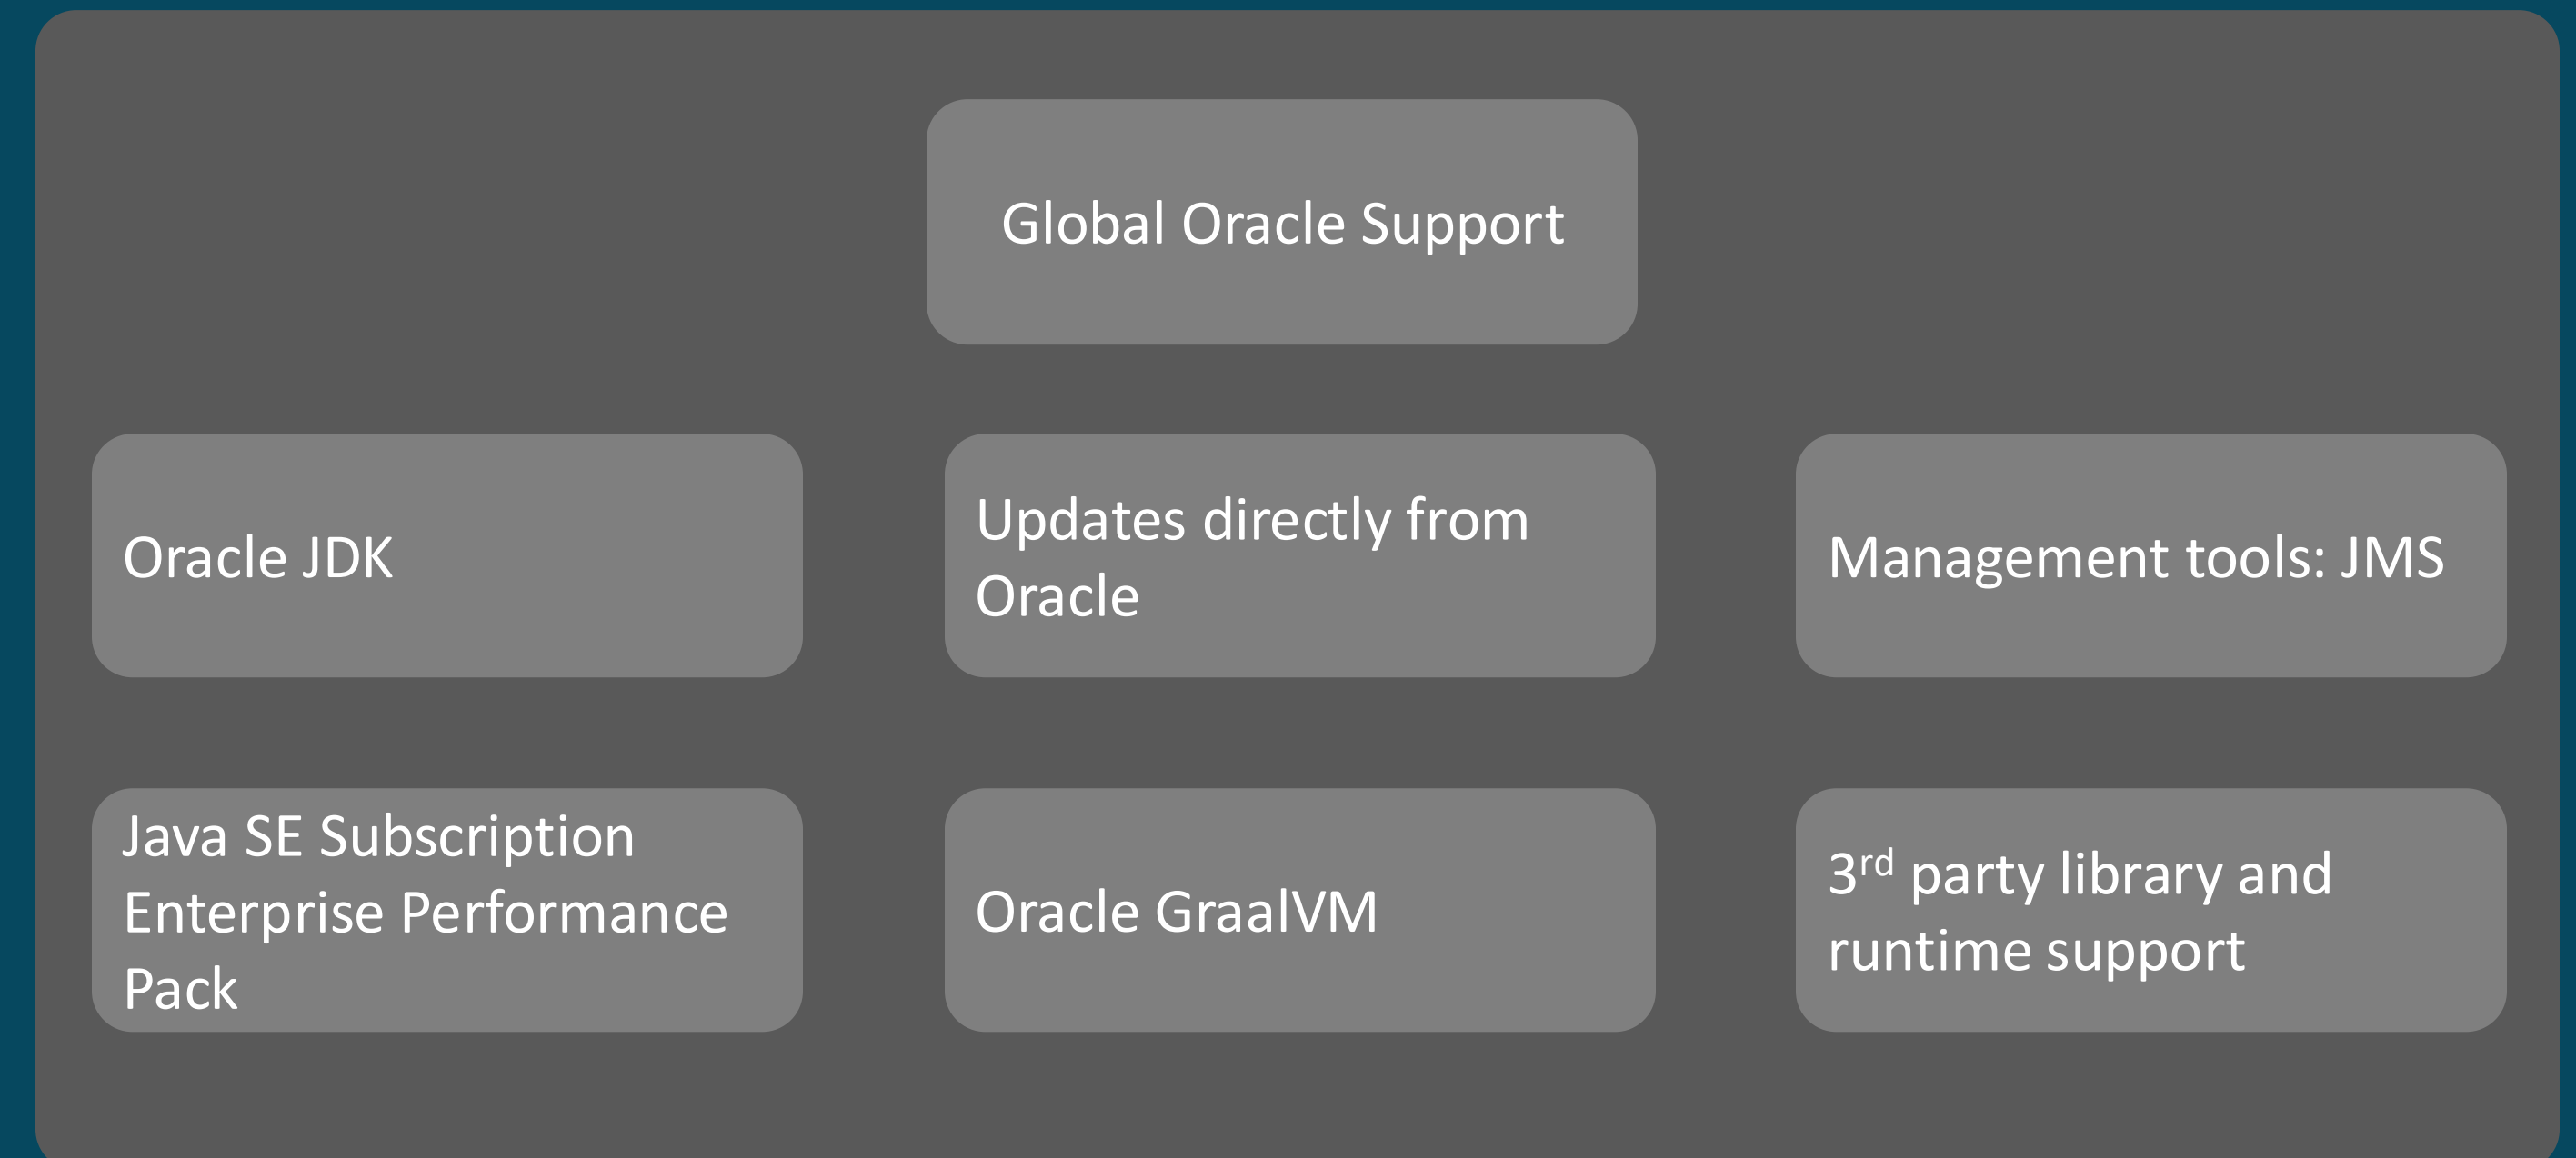 Global Oracle Support
Oracle JDK
Updates directly from
Oracle
Management tools: JMS
Java SE Subscription
Enterprise Performance
Pack
Oracle GraalVM
3rd party library and
runtime support